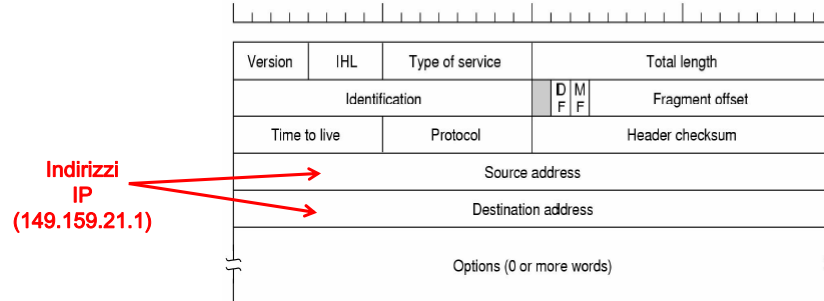 Version IHL Type of service Total length
Identification D F M F Fragment offset
Time to live Protocol Header checksum
Source address
Destination address
Options (0 or more words)
Indirizzi
IP
(149.159.21.1)